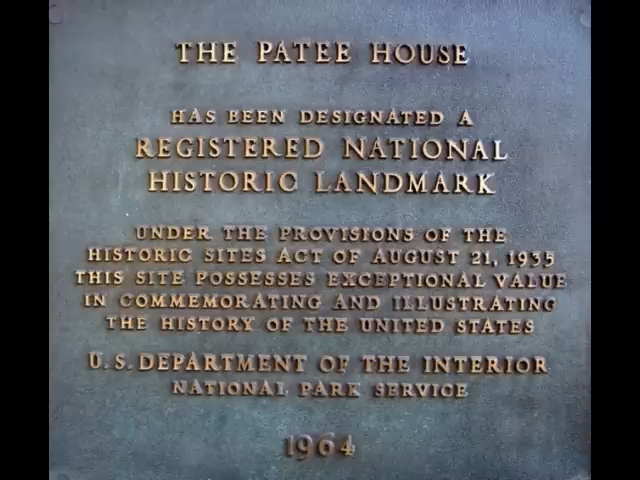 THE PATEE HOUSE
HAS BEEN DESIGNATED A
REGISTERED NATIONAL
HISTORIC LANDMARK
UNDER THE PROVISIONS OF THE
HISTORIC SITES ACT OF AUGUST 21, 1935
THIS SITE POSSESSES EXCEPTIONAL VALUE
IN COMMEMORATING AND ILLUSTRATING
THE HISTORY OF THE UNITED STATES
U.S. DEPARTMENT OF THE INTERIOR
NATIONAL PARK SERVICE
1964